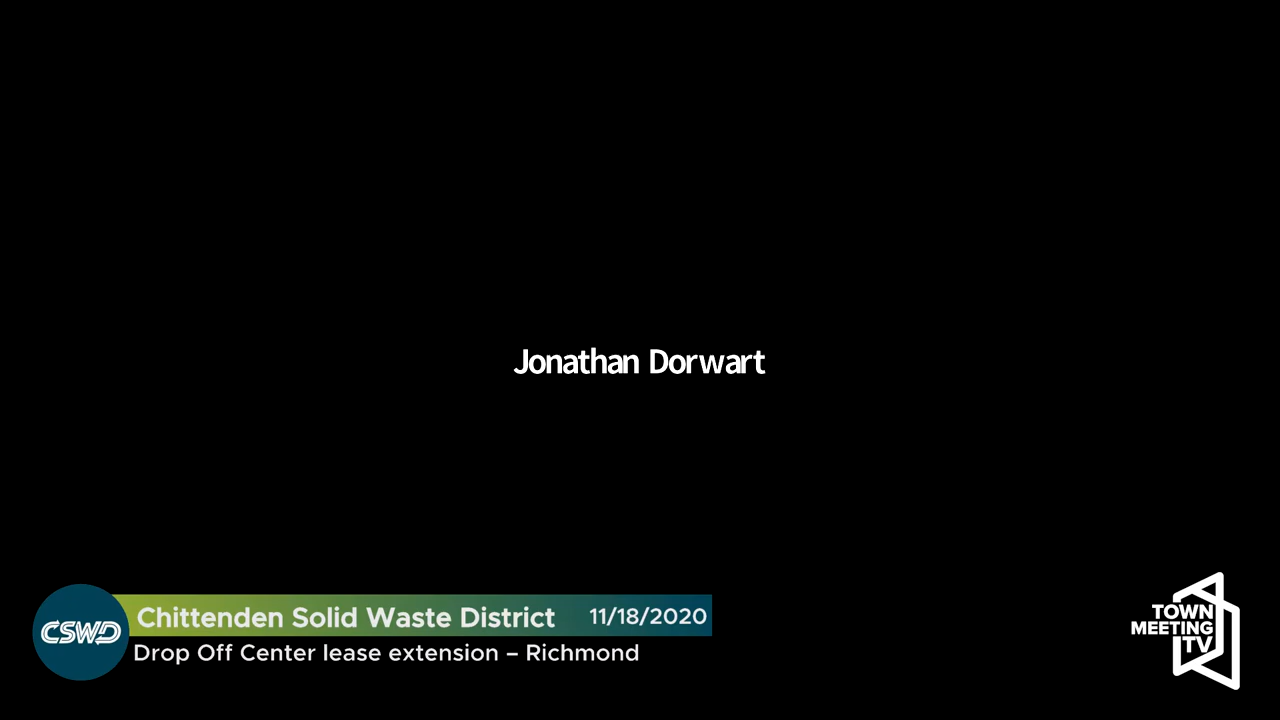 Jonathan Dorwart
CSWD
Chittenden Solid Waste District 11/18/2020
Drop Off Center lease extension – Richmond
TOWN
MEETING
TV